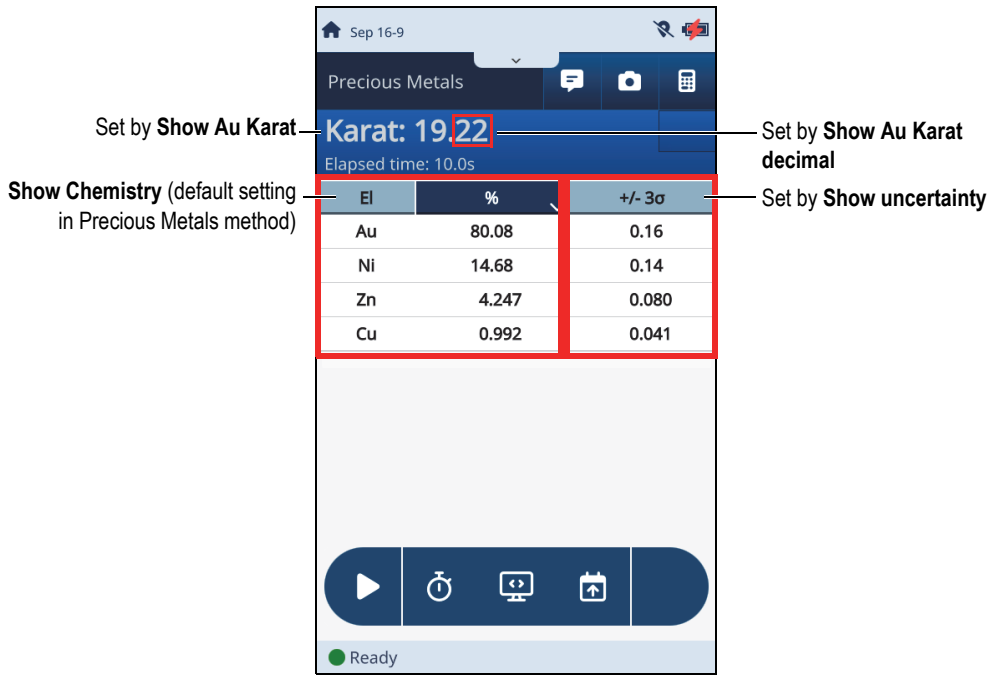 Sep 16-9
Precious Metals
Set by Show Au Karat
Karat: 19.22
Set by Show Au Karat
decimal
Elapsed time: 10.0s
Show Chemistry (default setting
in Precious Metals method)
El % +/- 3σ
Set by Show uncertainty
Au 80.08 0.16
Ni 14.68 0.14
Zn 4.247 0.080
Cu 0.992 0.041
Ready